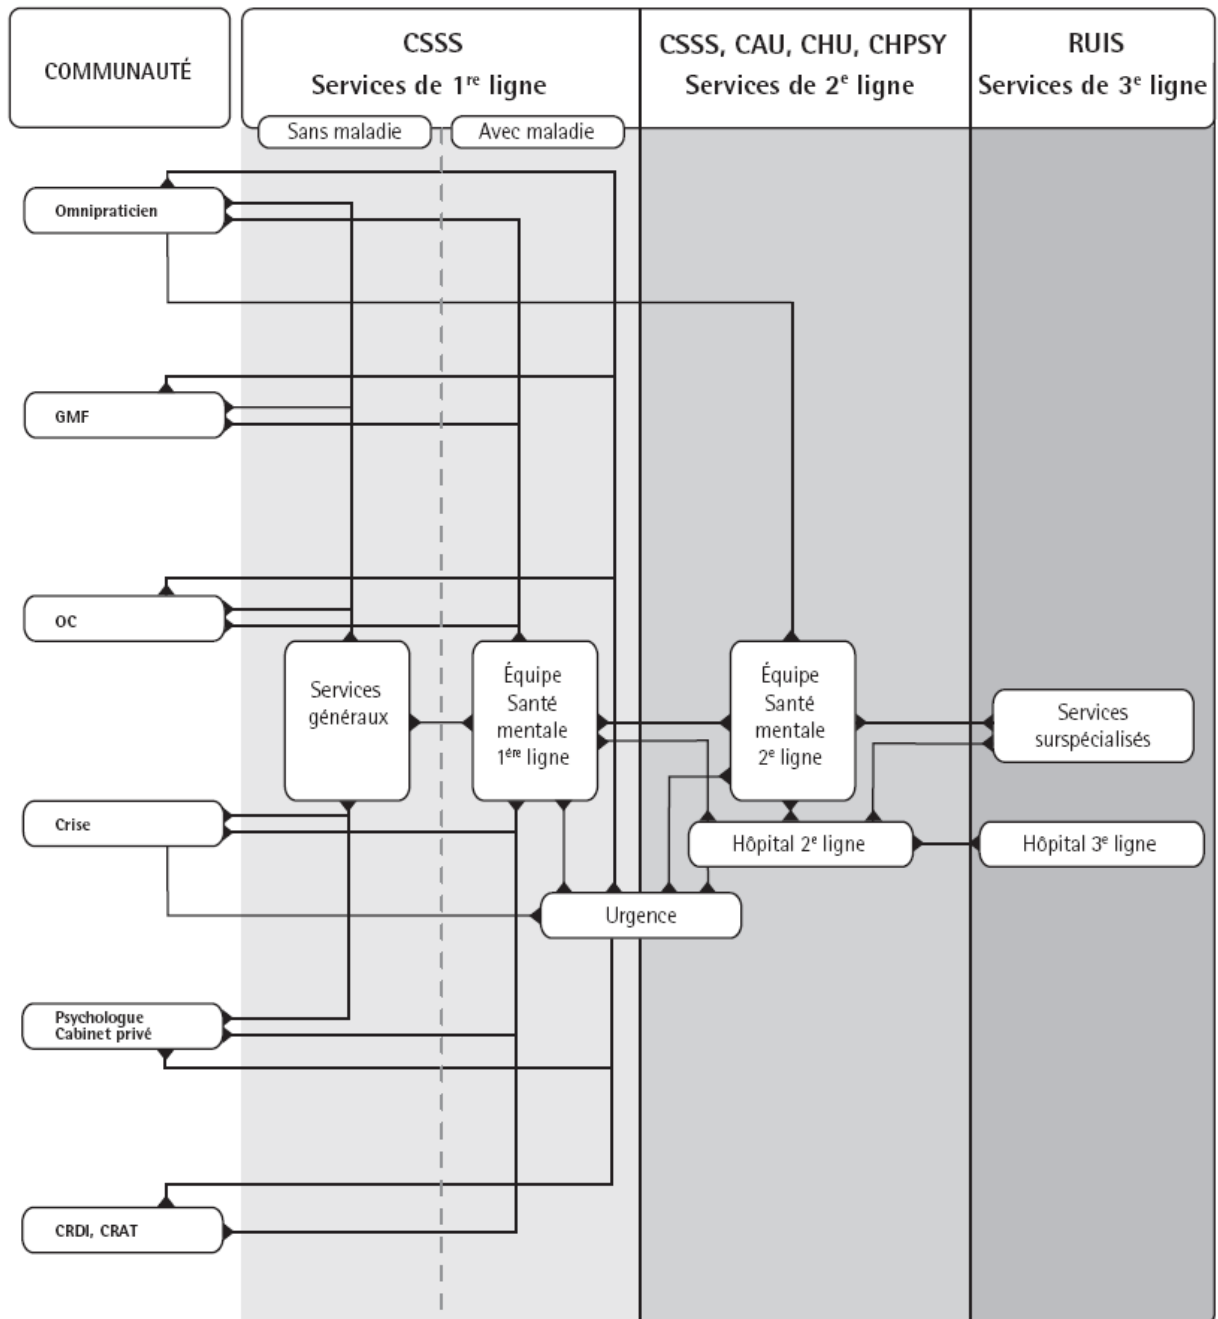 COMMUNAUTÉ
CSSS
Services de 1re ligne
CSSS, CAU, CHU, CHPSY
Services de 2e ligne
RUIS
Services de 3e ligne
Sans maladie
Avec maladie
Omnipraticien
GMF
OC
Services
généraux
Équipe
Santé
mentale
1ére ligne
Équipe
Santé
mentale
2e ligne
Services
surspécialisés
Crise
Hôpital 2e ligne
Hôpital 3e ligne
Urgence
Psychologue
Cabinet privé
CRDI, CRAT